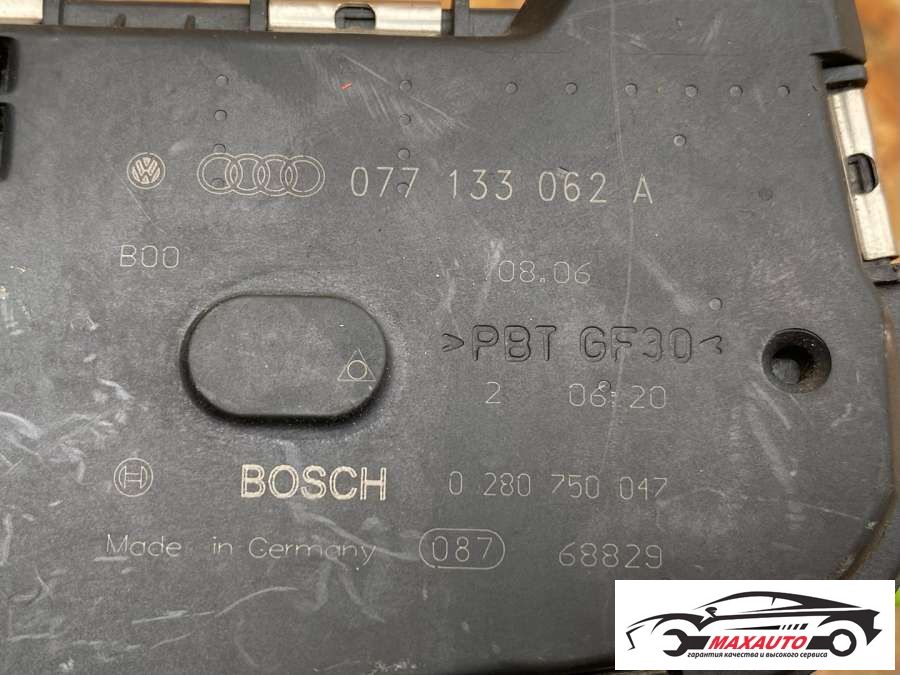 077 133 062 A
B00 08.06
>PBT GF30<
2 06:20
BOSCH 0 280 750 047
Made in Germany 087 68829
MAXAUTO
гарантия качества и высокого сервиса